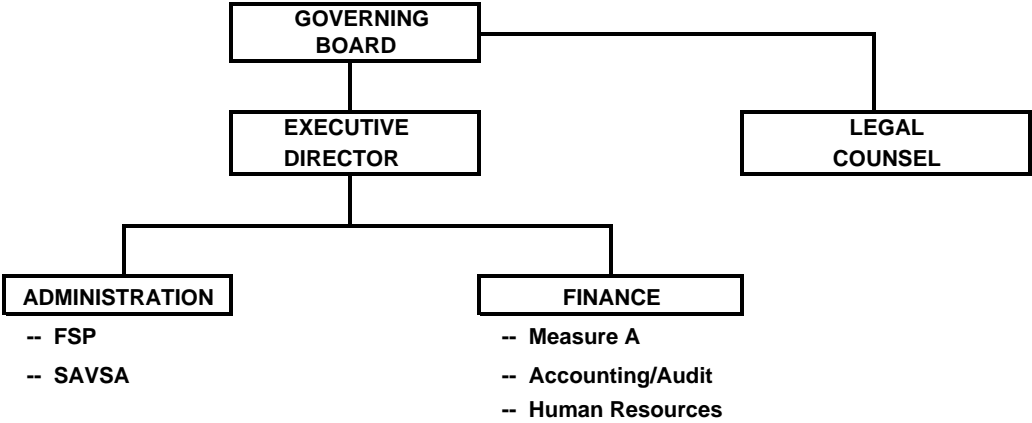 GOVERNING
BOARD
EXECUTIVE
DIRECTOR
LEGAL
COUNSEL
ADMINISTRATION
-- FSP
-- SAVSA
FINANCE
-- Measure A
-- Accounting/Audit
-- Human Resources